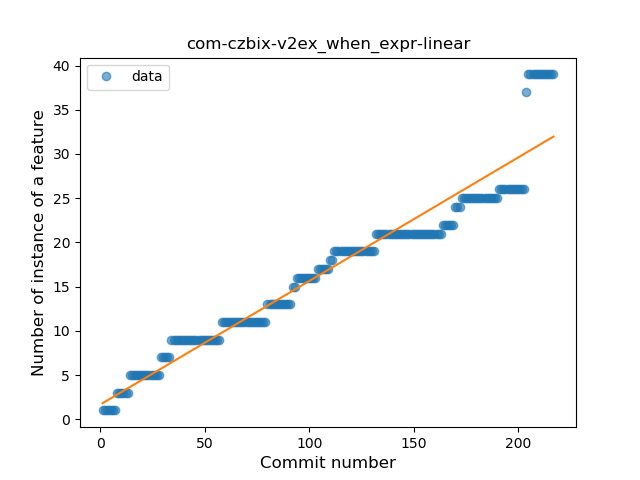 com-czbix-v2ex_when_expr-linear
data
Number of instance of a feature
40
35
30
25
20
15
10
5
0
0 50 100 150 200
Commit number